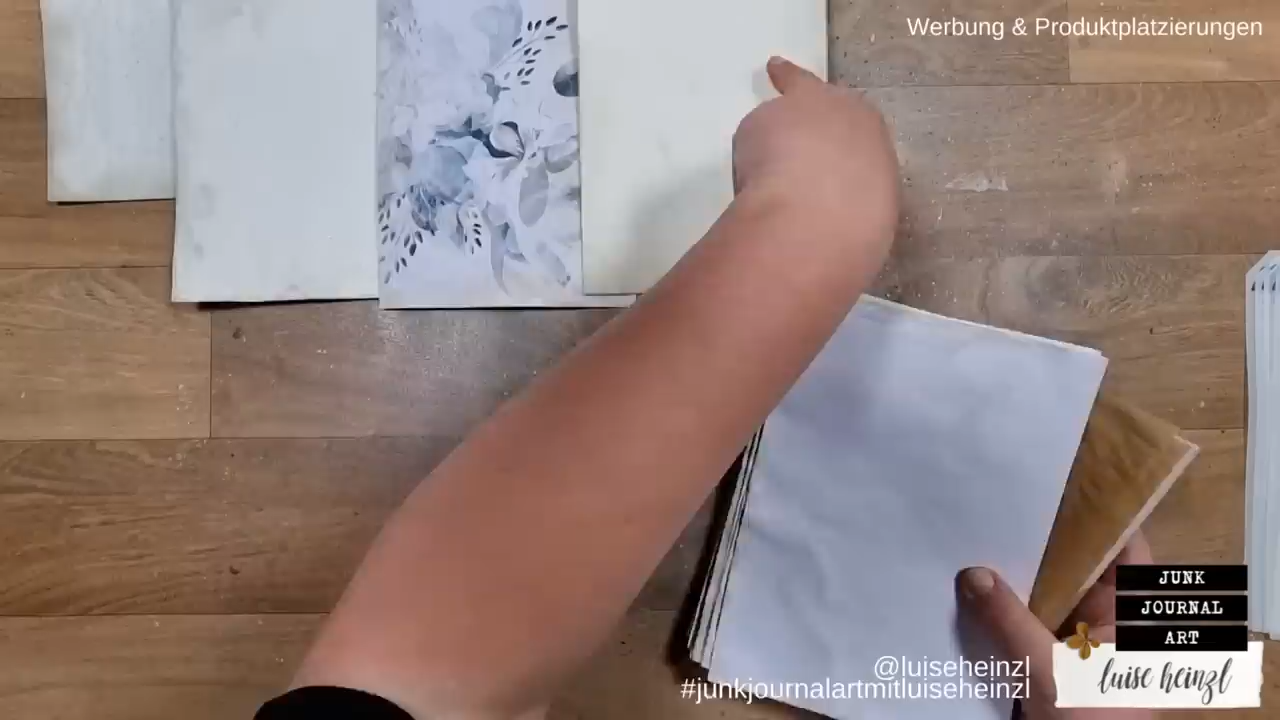 Werbung & Produktplatzierungen
JUNK
JOURNAL
ART
luise heinzl
@luiseheinzl
#junkjournalartmitluiseheinzl